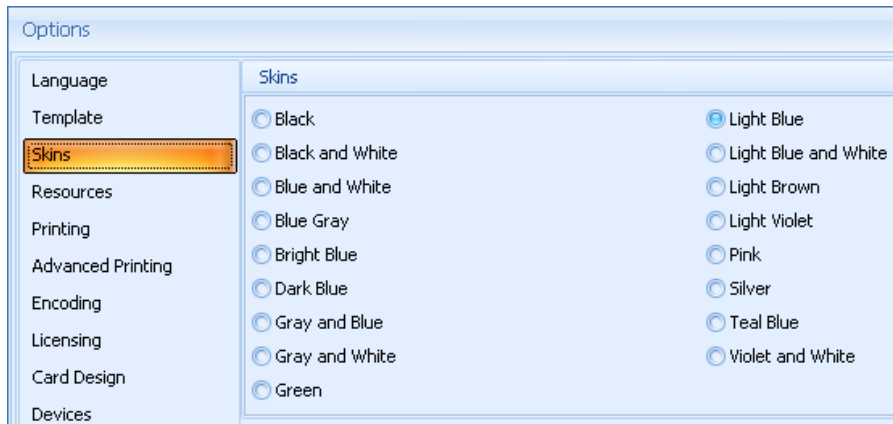 Options
Language
Template
Skins
Resources
Printing
Advanced Printing
Encoding
Licensing
Card Design
Devices
Skins
Black
Black and White
Blue and White
Blue Gray
Bright Blue
Dark Blue
Gray and Blue
Gray and White
Green
Light Blue
Light Blue and White
Light Brown
Light Violet
Pink
Silver
Teal Blue
Violet and White